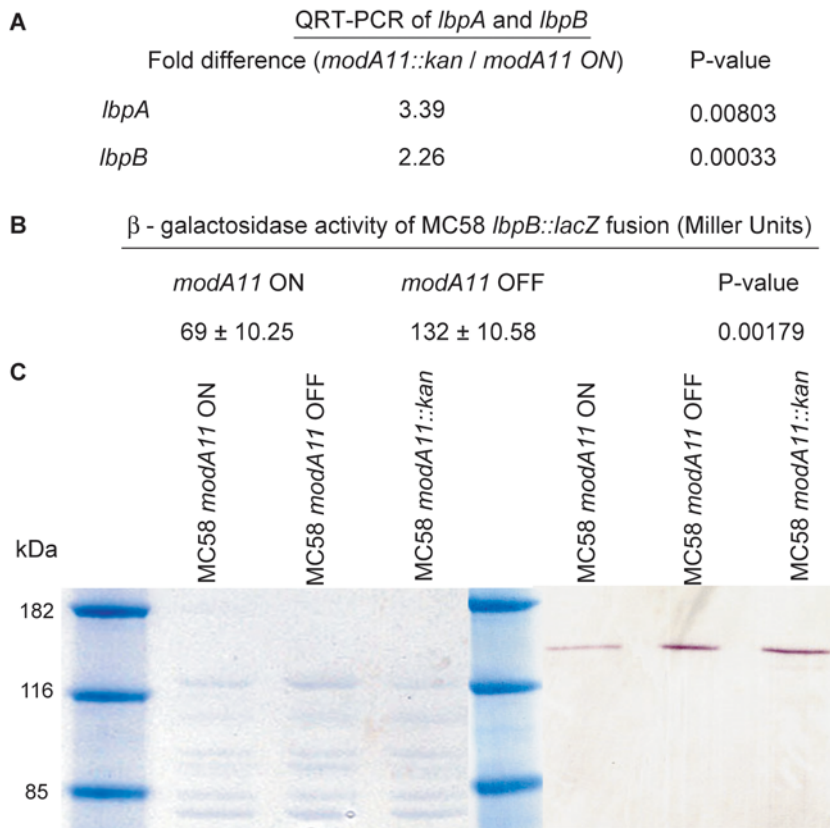 A
QRT-PCR of lbpA and lbpB
Fold difference (modA11::kan / modA11 ON) P-value
lbpA 3.39 0.00803
lbpB 2.26 0.00033
B
β - galactosidase activity of MC58 lbpB::lacZ fusion (Miller Units)
modA11 ON modA11 OFF P-value
69 ± 10.25 132 ± 10.58 0.00179
C
MC58 modA11 ON
MC58 modA11 OFF
MC58 modA11::kan
MC58 modA11 ON
MC58 modA11 OFF
MC58 modA11::kan
kDa
182
116
85